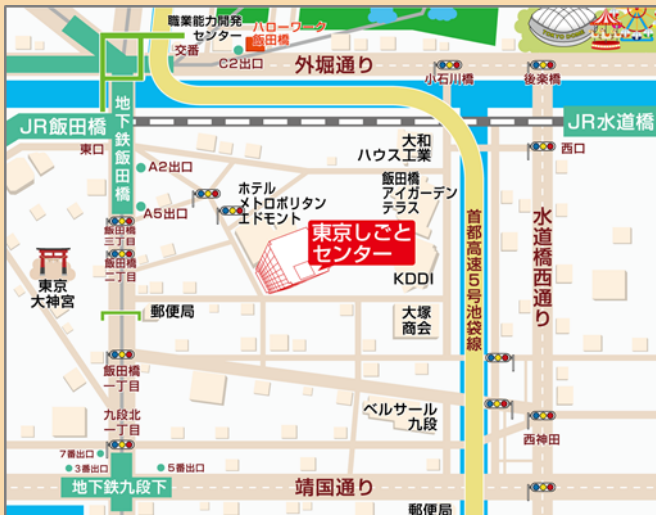 職業能力開発
センター
ハローワーク
飯田橋
交番
C2出口
外堀通り
小石川橋
後楽橋
TOKYO DOME
地下鉄飯田橋
JR飯田橋
JR水道橋
東口
西口
A2出口
A5出口
大和
ハウス工業
飯田橋
アイガーデン
テラス
ホテル
メトロポリタン
エドモント
東京しごと
センター
首都高速5号池袋線
水道橋西通り
飯田橋
三丁目
飯田橋
二丁目
東京
大神宮
KDDI
郵便局
大塚
商会
飯田橋
一丁目
九段北
一丁目
ベルサール
九段
西神田
7番出口
3番出口
5番出口
地下鉄九段下
靖国通り
郵便局